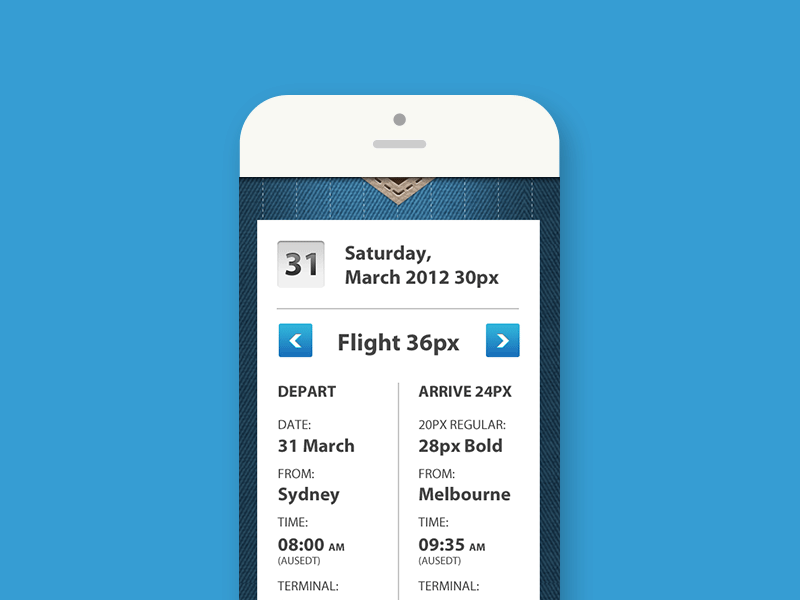 31
Saturday,
March 2012 30px
Flight 36px
DEPART
DATE:
31 March
FROM:
Sydney
TIME:
08:00 AM
(AUSEDT)
TERMINAL:
ARRIVE 24PX
20PX REGULAR:
28px Bold
FROM:
Melbourne
TIME:
09:35 AM
(AUSEDT)
TERMINAL: